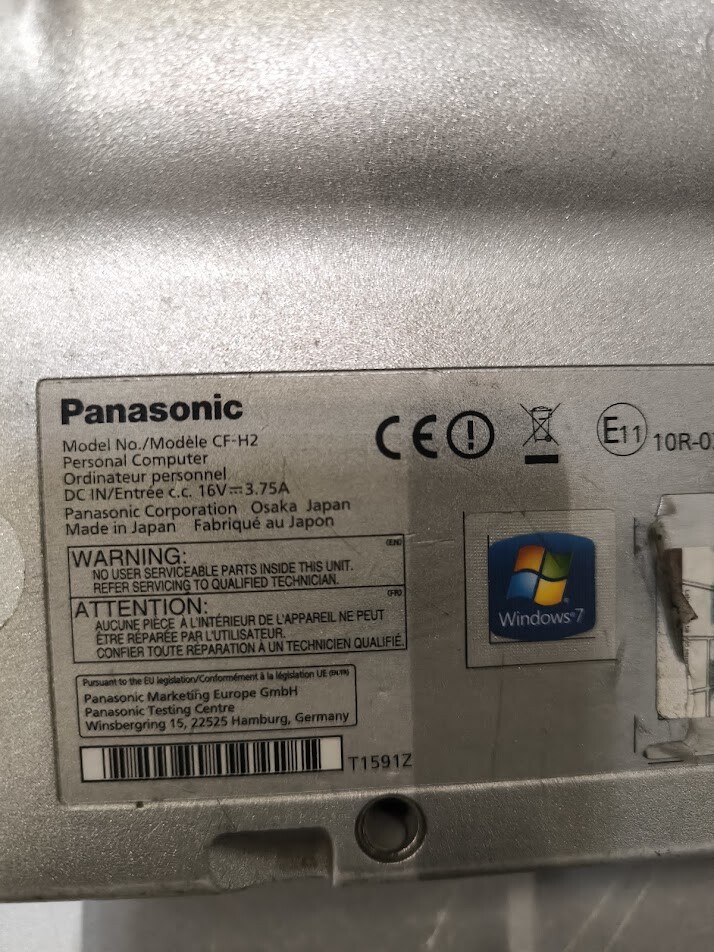 Panasonic
Model No./Modèle CF-H2
Personal Computer
Ordinateur personnel
DC IN/Entrée c.c. 16V⎓3.75A
Panasonic Corporation Osaka Japan
Made in Japan Fabriqué au Japon
CE
E11 10R-0
WARNING:
NO USER SERVICEABLE PARTS INSIDE THIS UNIT.
REFER SERVICING TO QUALIFIED TECHNICIAN.
ATTENTION:
AUCUNE PIÈCE À L'INTÉRIEUR DE L'APPAREIL NE PEUT
ÊTRE RÉPARÉE PAR L'UTILISATEUR.
CONFIER TOUTE RÉPARATION À UN TECHNICIEN QUALIFIÉ.
Pursuant to the EU legislation/Conformément à la législation UE (EN,FR)
Panasonic Marketing Europe GmbH
Panasonic Testing Centre
Winsbergring 15, 22525 Hamburg, Germany
T1591Z
Windows®7